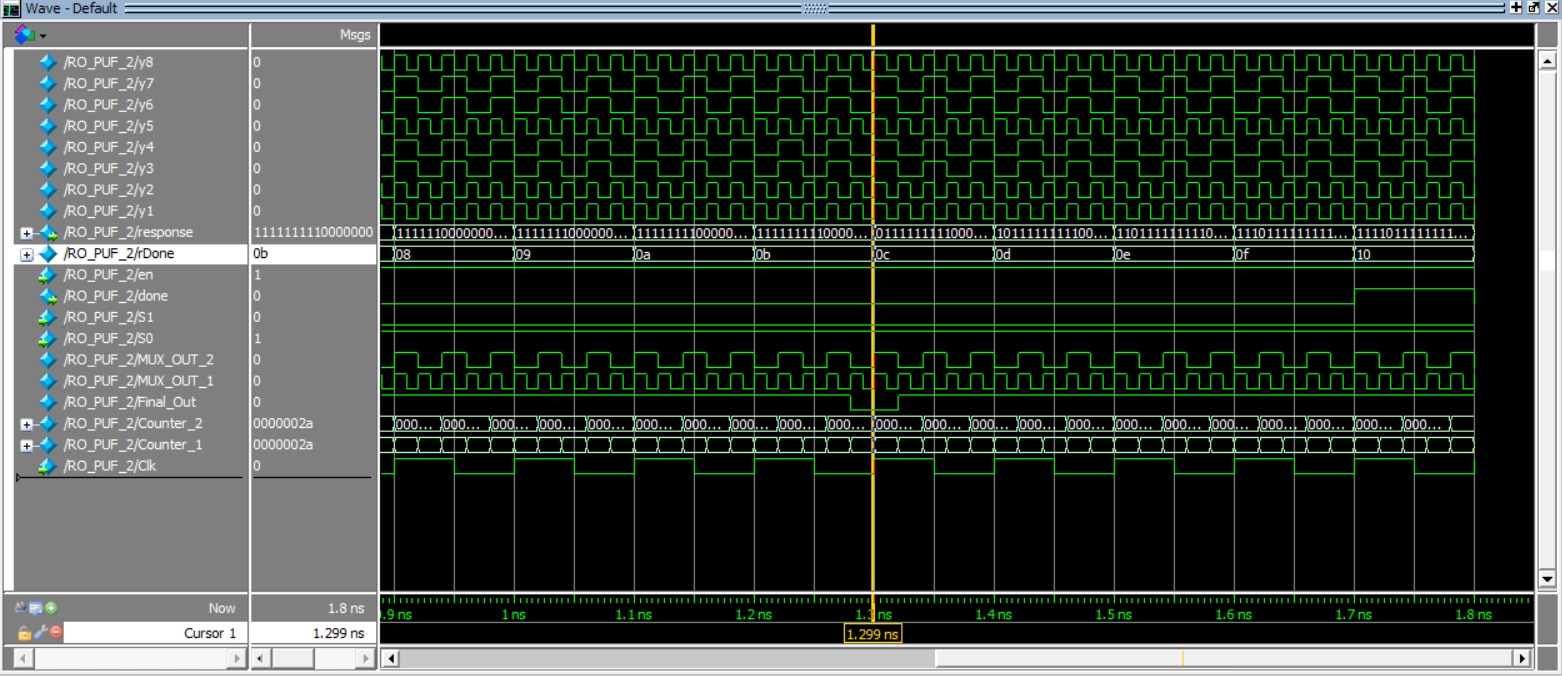 Wave - Default
Msgs
/RO_PUF_2/y8 0
/RO_PUF_2/y7 0
/RO_PUF_2/y6 0
/RO_PUF_2/y5 0
/RO_PUF_2/y4 0
/RO_PUF_2/y3 0
/RO_PUF_2/y2 0
/RO_PUF_2/y1 0
/RO_PUF_2/response 1111111110000000 1111110000000... 1111111000000... 1111111100000... 1111111110000... 0111111111000... 1011111111100... 1101111111110... 1110111111111... 1111011111111...
/RO_PUF_2/rDone 0b 08 09 0a 0b 0c 0d 0e 0f 10
/RO_PUF_2/en 1
/RO_PUF_2/done 0
/RO_PUF_2/S1 0
/RO_PUF_2/S0 1
/RO_PUF_2/MUX_OUT_2 0
/RO_PUF_2/MUX_OUT_1 0
/RO_PUF_2/Final_Out 0
/RO_PUF_2/Counter_2 0000002a 000... 000... 000... 000... 000... 000... 000... 000... 000... 000... 000... 000... 000... 000... 000... 000... 000... 000... 000... 000... 000... 000...
/RO_PUF_2/Counter_1 0000002a
/RO_PUF_2/Clk 0
Now 1.8 ns .9 ns 1 ns 1.1 ns 1.2 ns 1.3 ns 1.4 ns 1.5 ns 1.6 ns 1.7 ns 1.8 ns
Cursor 1 1.299 ns 1.299 ns